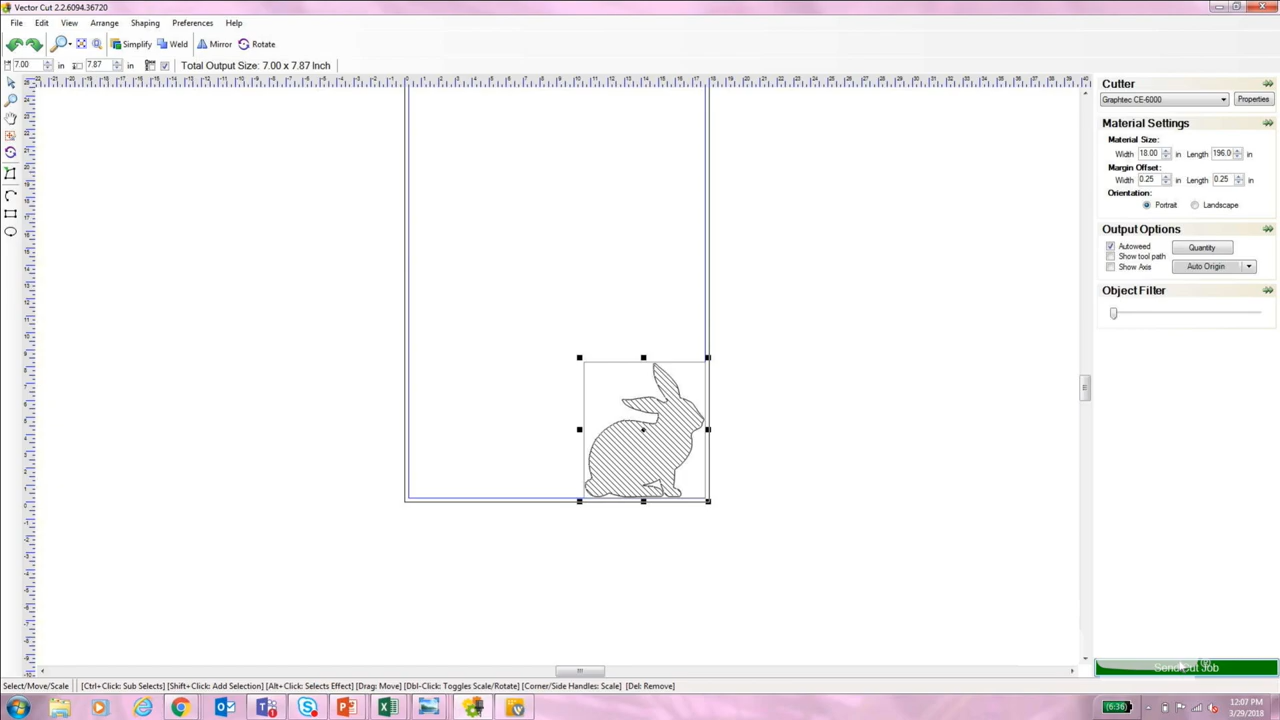 Vector Cut 2.2.6094.36720
File Edit View Arrange Shaping Preferences Help
Simplify Weld Mirror Rotate
7.00 in 7.87 in Total Output Size: 7.00 x 7.87 Inch
Cutter
Graphtec CE-6000 Properties
Material Settings
Material Size:
Width 18.00 in Length 196.0 in
Margin Offset:
Width 0.25 in Length 0.25 in
Orientation:
Portrait Landscape
Output Options
Autoweed Quantity
Show tool path
Show Axis Auto Origin
Object Filter
Send Cut Job
Select/Move/Scale [Ctrl+Click: Sub Selects] [Shift+Click: Add Selection] [Alt+Click: Selects Effect] [Drag: Move] [Dbl-Click: Toggles Scale/Rotate] [Corner/Side Handles: Scale] [Del: Remove]
(6:36) 12:07 PM
3/29/2018